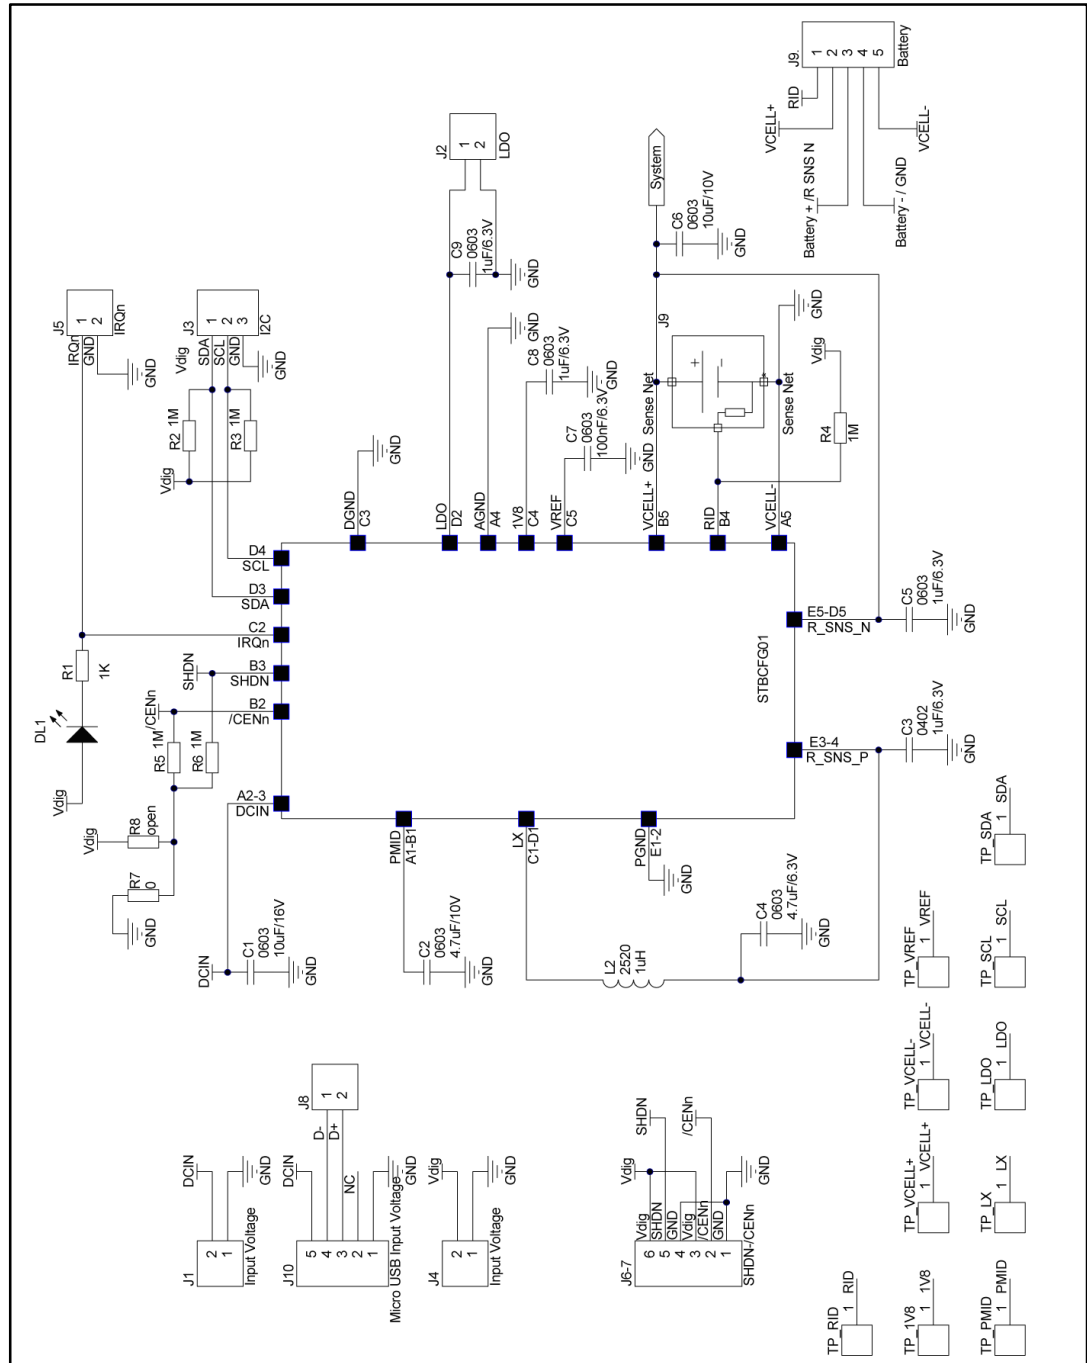 J1
2
1
Input Voltage
DCIN
GND
J10
5
4
3
2
1
Micro USB Input Voltage
DCIN
D-
D+
NC
GND
J8
1
2
J4
2
1
Input Voltage
Vdig
GND
J6-7
6
5
4
3
2
1
SHDN-/CENn
Vdig
SHDN
GND
Vdig
/CENn
GND
Vdig
SHDN
/CENn
GND
TP_RID
1
RID
TP_1V8
1
1V8
TP_PMID
1
PMID
TP_VCELL+
1
VCELL+
TP_LX
1
LX
TP_VCELL-
1
VCELL-
TP_LDO
1
LDO
TP_VREF
1
VREF
TP_SCL
1
SCL
TP_SDA
1
SDA
DCIN
C1
0603
10uF/16V
GND
C2
0603
4.7uF/10V
GND
L2
2520
1uH
C4
0603
4.7uF/6.3V
GND
GND
R7
0
Vdig
R8
open
R5
1M
R6
1M
/CENn
SHDN
Vdig
DL1
R1
1K
A2-3
DCIN
B2
/CENn
B3
SHDN
C2
IRQn
D3
SDA
D4
SCL
PMID
A1-B1
LX
C1-D1
PGND
E1-2
GND
STBCFG01
E3-4
R_SNS_P
E5-D5
R_SNS_N
C3
0402
1uF/6.3V
GND
C5
0603
1uF/6.3V
GND
DGND
C3
GND
LDO
D2
AGND
A4
GND
1V8
C4
VREF
C5
VCELL+
B5
RID
B4
VCELL-
A5
Vdig
R2
1M
R3
1M
Vdig
SDA
SCL
GND
GND
J3
1
2
3
I2C
IRQn
GND
GND
J5
1
2
IRQn
C9
0603
1uF/6.3V
GND
J2
1
2
LDO
C8
0603
1uF/6.3V
GND
C7
0603
100nF/6.3V
GND
Sense Net
J9
+
Sense Net
*
GND
R4
1M
Vdig
C6
0603
10uF/10V
GND
System
J9.
1
2
3
4
5
Battery
RID
VCELL+
Battery + /R SNS N
Battery - / GND
VCELL-